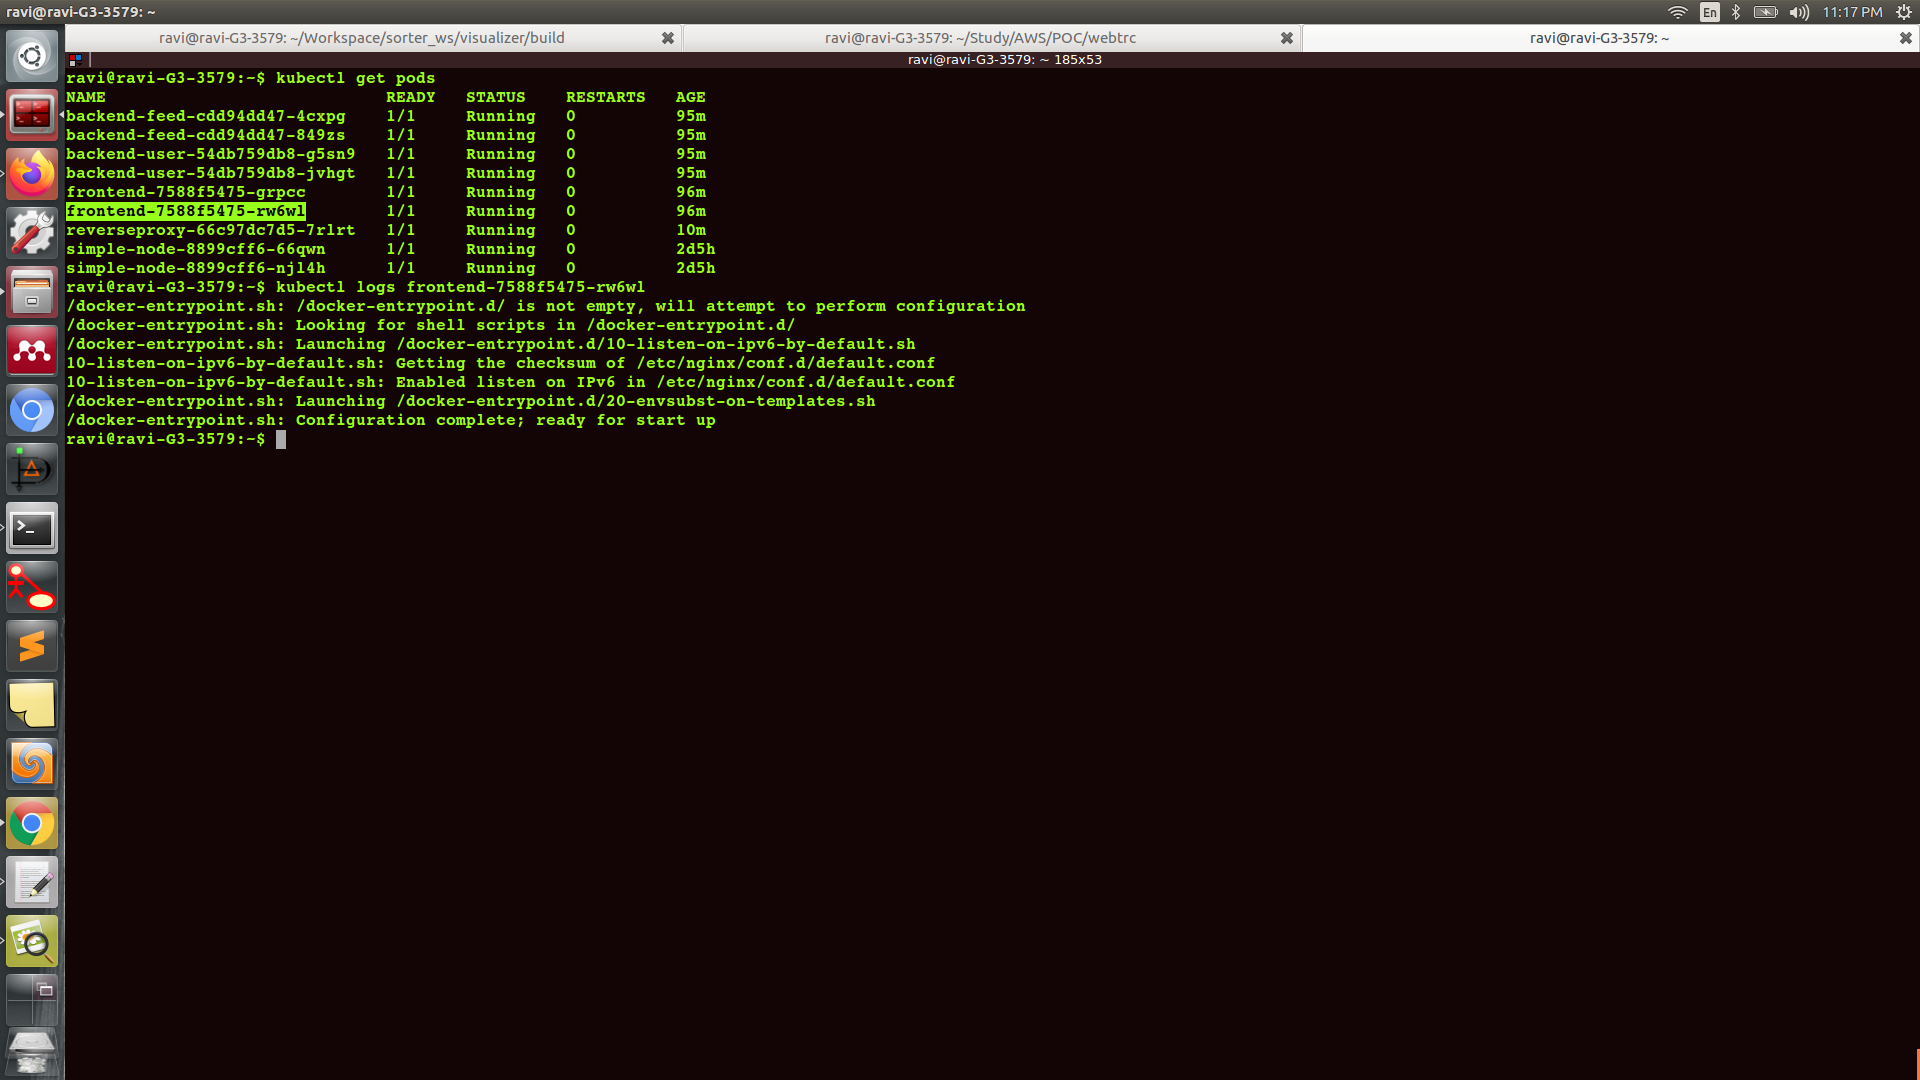 ravi@ravi-G3-3579: ~
En
11:17 PM
ravi@ravi-G3-3579: ~/Workspace/sorter_ws/visualizer/build
ravi@ravi-G3-3579: ~/Study/AWS/POC/webtrc
ravi@ravi-G3-3579: ~
ravi@ravi-G3-3579: ~ 185x53
ravi@ravi-G3-3579:~$ kubectl get pods
NAME READY STATUS RESTARTS AGE
backend-feed-cdd94dd47-4cxpg 1/1 Running 0 95m
backend-feed-cdd94dd47-849zs 1/1 Running 0 95m
backend-user-54db759db8-g5sn9 1/1 Running 0 95m
backend-user-54db759db8-jvhgt 1/1 Running 0 95m
frontend-7588f5475-grpcc 1/1 Running 0 96m
frontend-7588f5475-rw6wl 1/1 Running 0 96m
reverseproxy-66c97dc7d5-7rlrt 1/1 Running 0 10m
simple-node-8899cff6-66qwn 1/1 Running 0 2d5h
simple-node-8899cff6-njl4h 1/1 Running 0 2d5h
ravi@ravi-G3-3579:~$ kubectl logs frontend-7588f5475-rw6wl
/docker-entrypoint.sh: /docker-entrypoint.d/ is not empty, will attempt to perform configuration
/docker-entrypoint.sh: Looking for shell scripts in /docker-entrypoint.d/
/docker-entrypoint.sh: Launching /docker-entrypoint.d/10-listen-on-ipv6-by-default.sh
10-listen-on-ipv6-by-default.sh: Getting the checksum of /etc/nginx/conf.d/default.conf
10-listen-on-ipv6-by-default.sh: Enabled listen on IPv6 in /etc/nginx/conf.d/default.conf
/docker-entrypoint.sh: Launching /docker-entrypoint.d/20-envsubst-on-templates.sh
/docker-entrypoint.sh: Configuration complete; ready for start up
ravi@ravi-G3-3579:~$